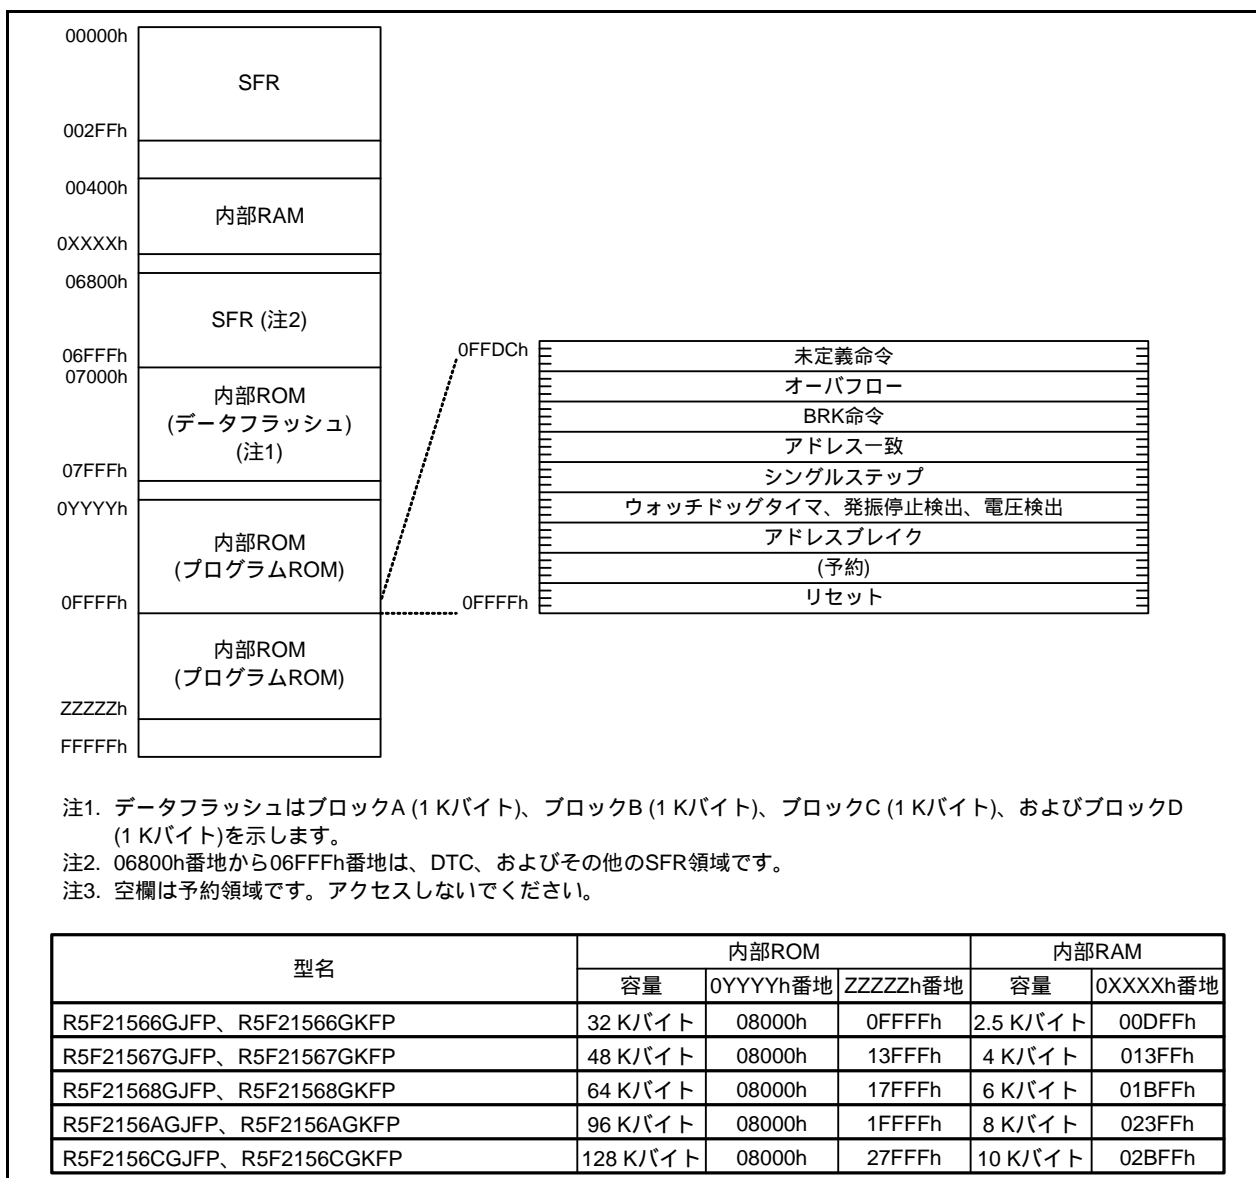 00000h
SFR
002FFh
00400h
内部RAM
0XXXXh
06800h
SFR (注2)
06FFFh
07000h
内部ROM
(データフラッシュ)
(注1)
07FFFh
0YYYYh
内部ROM
(プログラムROM)
0FFFFh
内部ROM
(プログラムROM)
ZZZZZh
FFFFFh
0FFDCh
未定義命令
オーバフロー
BRK命令
アドレス一致
シングルステップ
ウォッチドッグタイマ、発振停止検出、電圧検出
アドレスブレイク
(予約)
0FFFFh
リセット
注1. データフラッシュはブロックA (1 Kバイト)、ブロックB (1 Kバイト)、ブロックC (1 Kバイト)、およびブロックD
(1 Kバイト)を示します。
注2. 06800h番地から06FFFh番地は、DTC、およびその他のSFR領域です。
注3. 空欄は予約領域です。アクセスしないでください。
型名 内部ROM 内部RAM
容量 0YYYYh番地 ZZZZZh番地 容量 0XXXXh番地
R5F21566GJFP、R5F21566GKFP 32 Kバイト 08000h 0FFFFh 2.5 Kバイト 00DFFh
R5F21567GJFP、R5F21567GKFP 48 Kバイト 08000h 13FFFh 4 Kバイト 013FFh
R5F21568GJFP、R5F21568GKFP 64 Kバイト 08000h 17FFFh 6 Kバイト 01BFFh
R5F2156AGJFP、R5F2156AGKFP 96 Kバイト 08000h 1FFFFh 8 Kバイト 023FFh
R5F2156CGJFP、R5F2156CGKFP 128 Kバイト 08000h 27FFFh 10 Kバイト 02BFFh